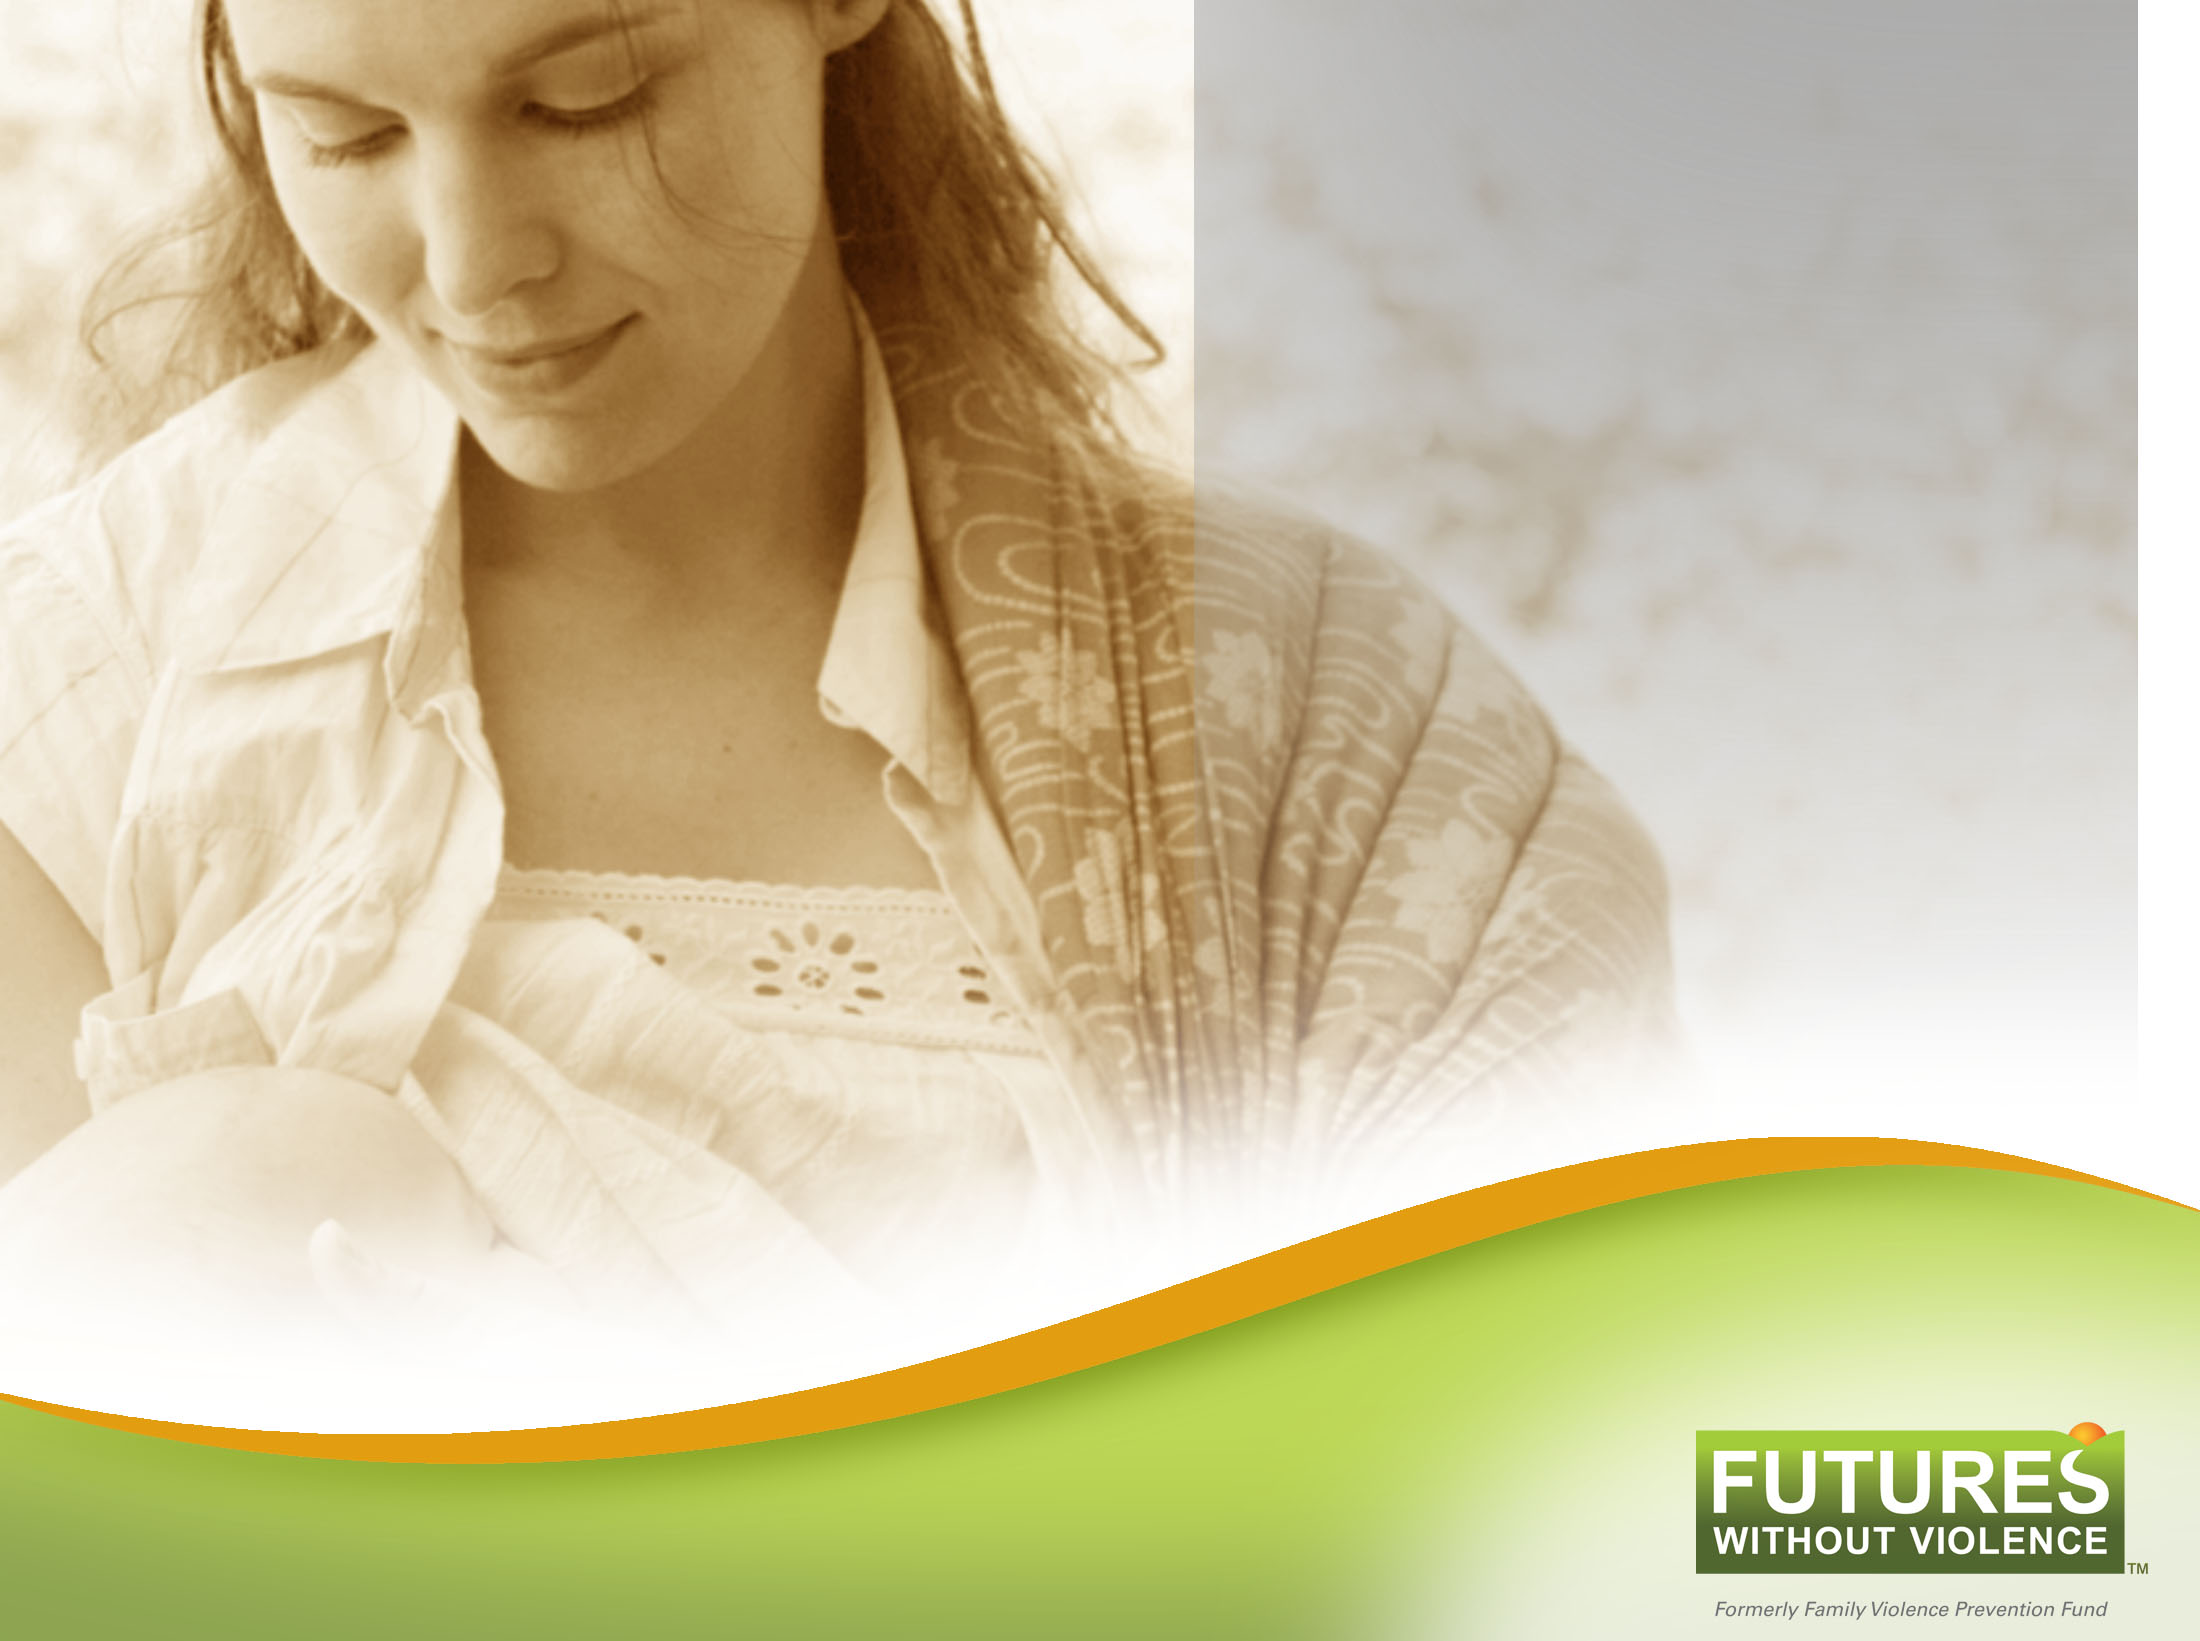 FUTURES
WITHOUT VIOLENCE
TM
Formerly Family Violence Prevention Fund